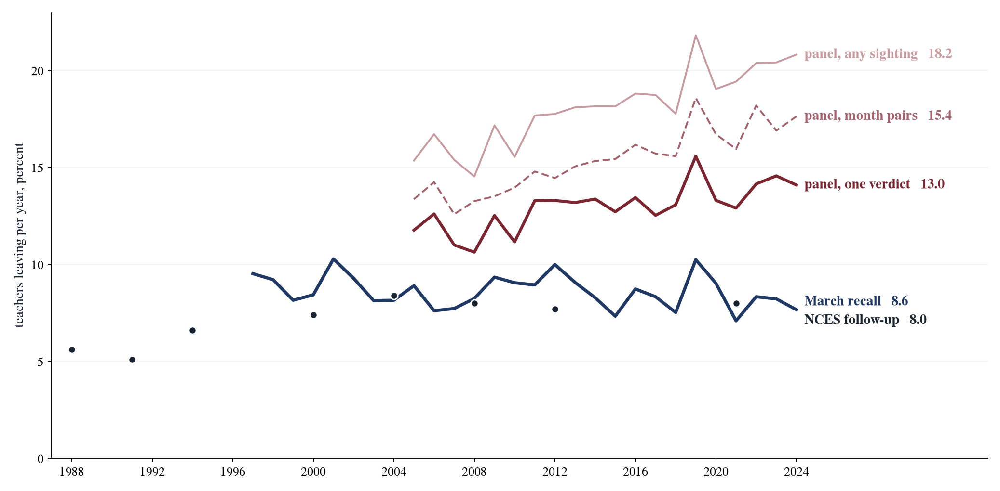 teachers leaving per year, percent
20
15
10
5
0
panel, any sighting 18.2
panel, month pairs 15.4
panel, one verdict 13.0
March recall 8.6
NCES follow-up 8.0
1988 1992 1996 2000 2004 2008 2012 2016 2020 2024